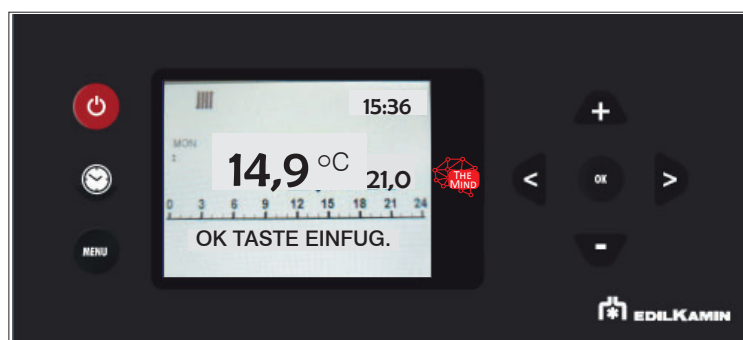 15:36
MON
14,9 °C
21,0
0 3 6 9 12 15 18 21 24
OK TASTE EINFUG.
MENU
THE
MIND
+
< OK >
-
EDILKAMIN